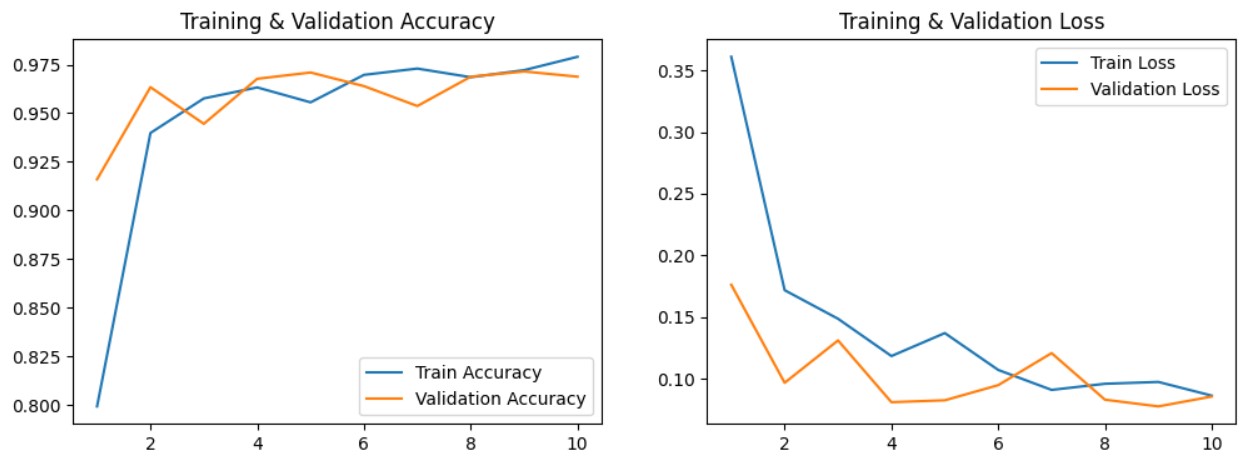 Training & Validation Accuracy
0.975
0.950
0.925
0.900
0.875
0.850
0.825
0.800
Train Accuracy
Validation Accuracy
2 4 6 8 10
Training & Validation Loss
0.35
0.30
0.25
0.20
0.15
0.10
Train Loss
Validation Loss
2 4 6 8 10